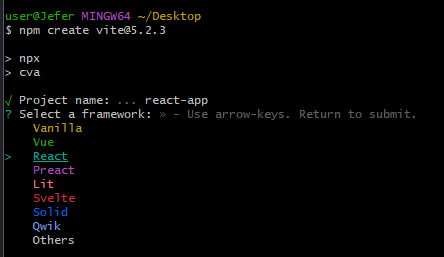 user@Jefer MINGW64 ~/Desktop
$ npm create vite@5.2.3
> npx
> cva
√ Project name: ... react-app
? Select a framework: » - Use arrow-keys. Return to submit.
Vanilla
Vue
> React
Preact
Lit
Svelte
Solid
Qwik
Others